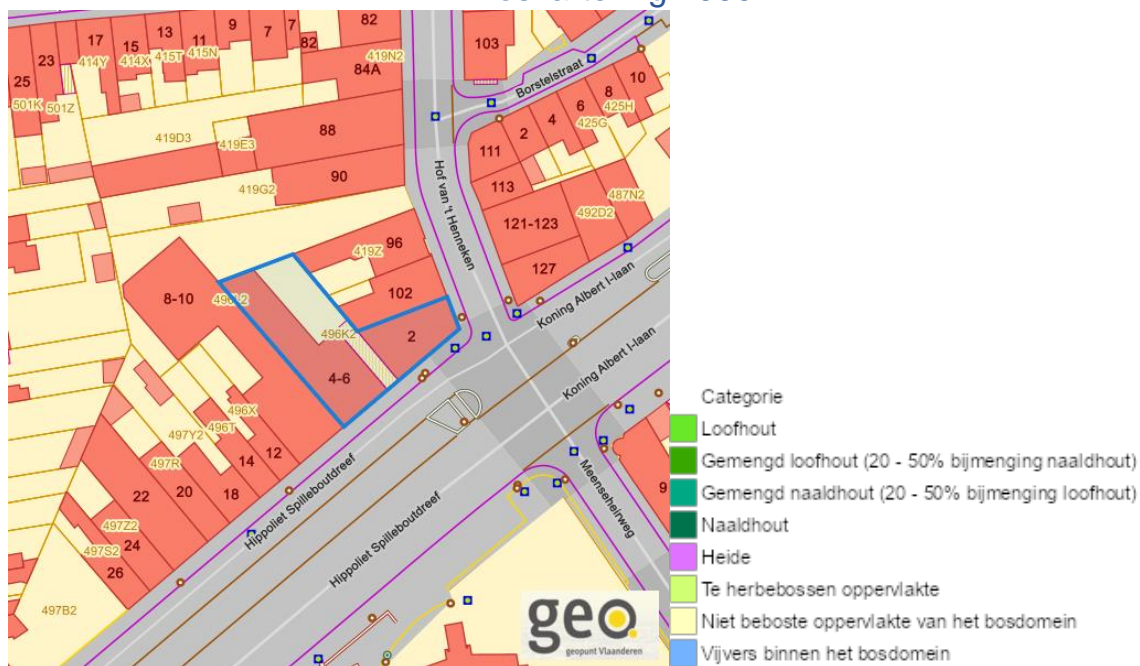 82
9
7
7
103
13
17
15
11
82
419N2
23
414Y
414X
415T
415N
84A
25
Borstelstraat
10
8
501K
501Z
6
425H
4
425G
88
2
419D3
419E3
111
90
Hof van 't Henneken
113
487N2
419G2
492D2
121-123
96
419Z
127
8-10
102
Koning Albert I-laan
496K2
2
Koning Albert I-laan
4-6
496X
496T
497Y2
12
497R
14
Meenseheirweg
22
20
18
9
Hippoliet Spilleboutdreef
497Z2
24
497S2
26
Hippoliet Spilleboutdreef
497B2
geo
geopunt Vlaanderen
Categorie
Loofhout
Gemengd loofhout (20 - 50% bijmenging naaldhout)
Gemengd naaldhout (20 - 50% bijmenging loofhout)
Naaldhout
Heide
Te herbebossen oppervlakte
Niet beboste oppervlakte van het bosdomein
Vijvers binnen het bosdomein